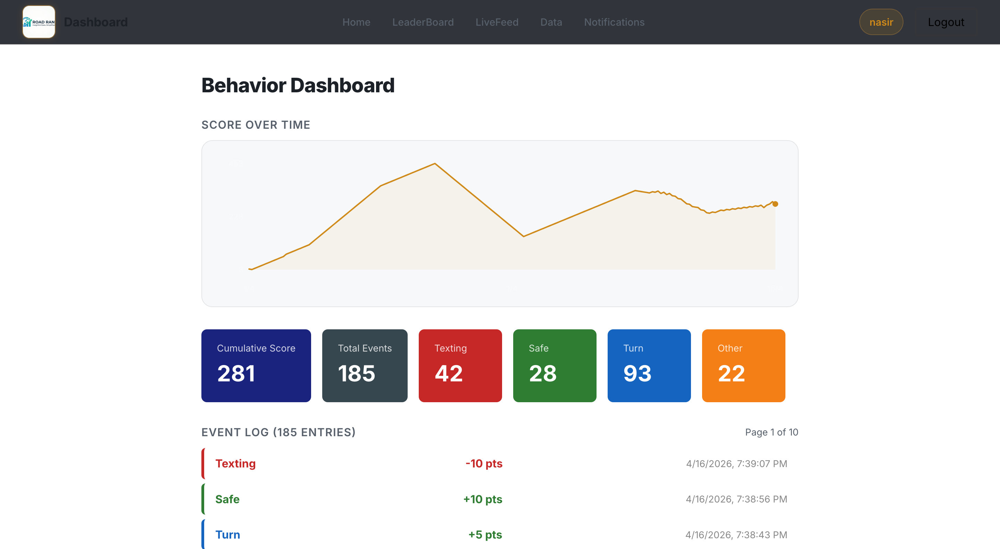 ROAD RAN
Insightful Data, Simplified
Dashboard
Home
LeaderBoard
LiveFeed
Data
Notifications
nasir
Logout
Behavior Dashboard
SCORE OVER TIME
Cumulative Score
281
Total Events
185
Texting
42
Safe
28
Turn
93
Other
22
EVENT LOG (185 ENTRIES)
Page 1 of 10
Texting -10 pts 4/16/2026, 7:39:07 PM
Safe +10 pts 4/16/2026, 7:38:56 PM
Turn +5 pts 4/16/2026, 7:38:43 PM